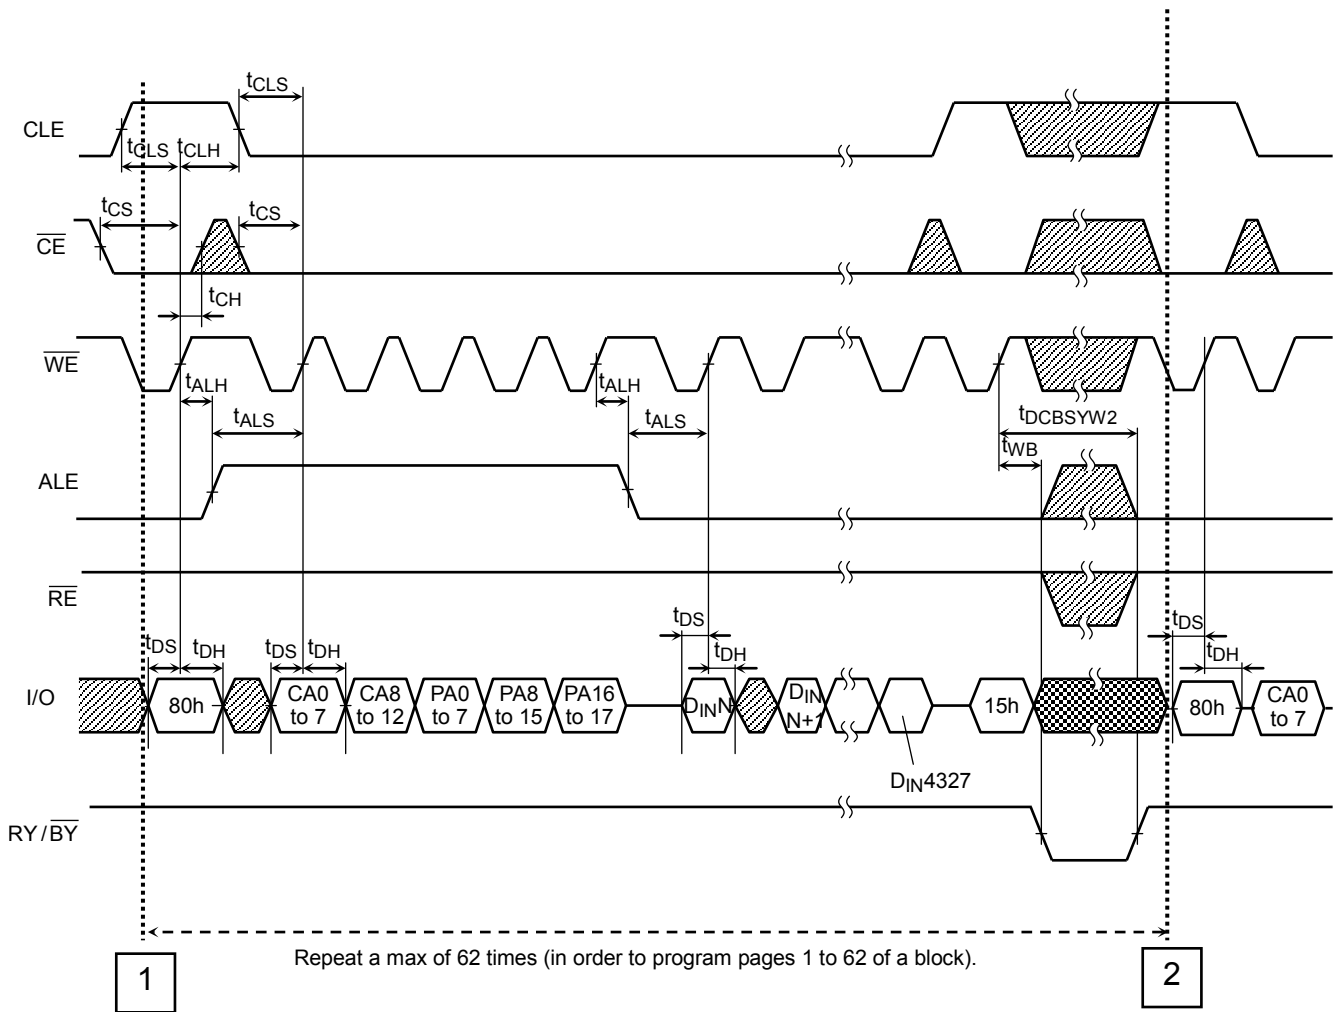 tCLS
CLE
tCLS tCLH
tCS tCS
CE
tCH
WE
tALH tALH
tALS tALS tDCBSYW2
tWB
ALE
RE
tDS tDH tDS tDH tDS tDH tDS tDH
I/O
80h
CA0 to 7
CA8 to 12
PA0 to 7
PA8 to 15
PA16 to 17
DINN
DIN N+1
15h
80h
CA0 to 7
DIN4327
RY/BY
Repeat a max of 62 times (in order to program pages 1 to 62 of a block).
1
2